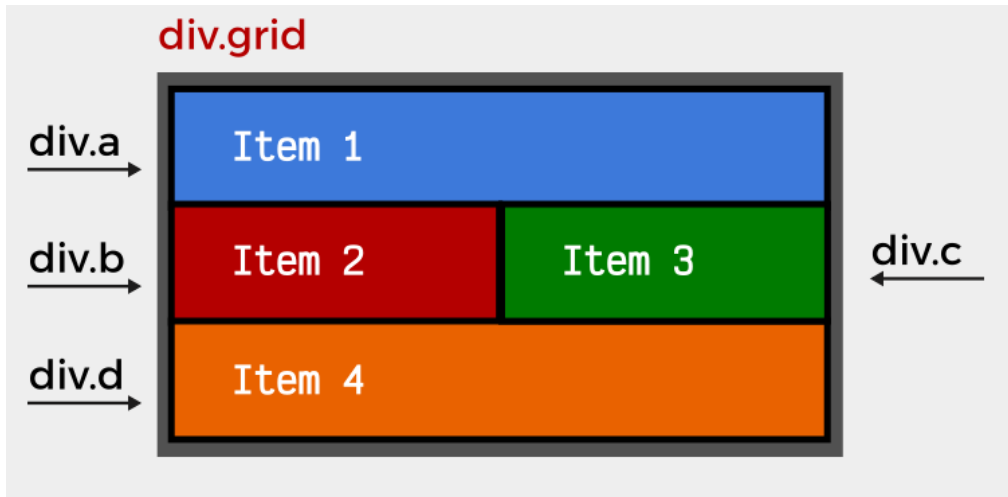 div.grid
div.a
Item 1
div.b
Item 2
Item 3
div.c
div.d
Item 4